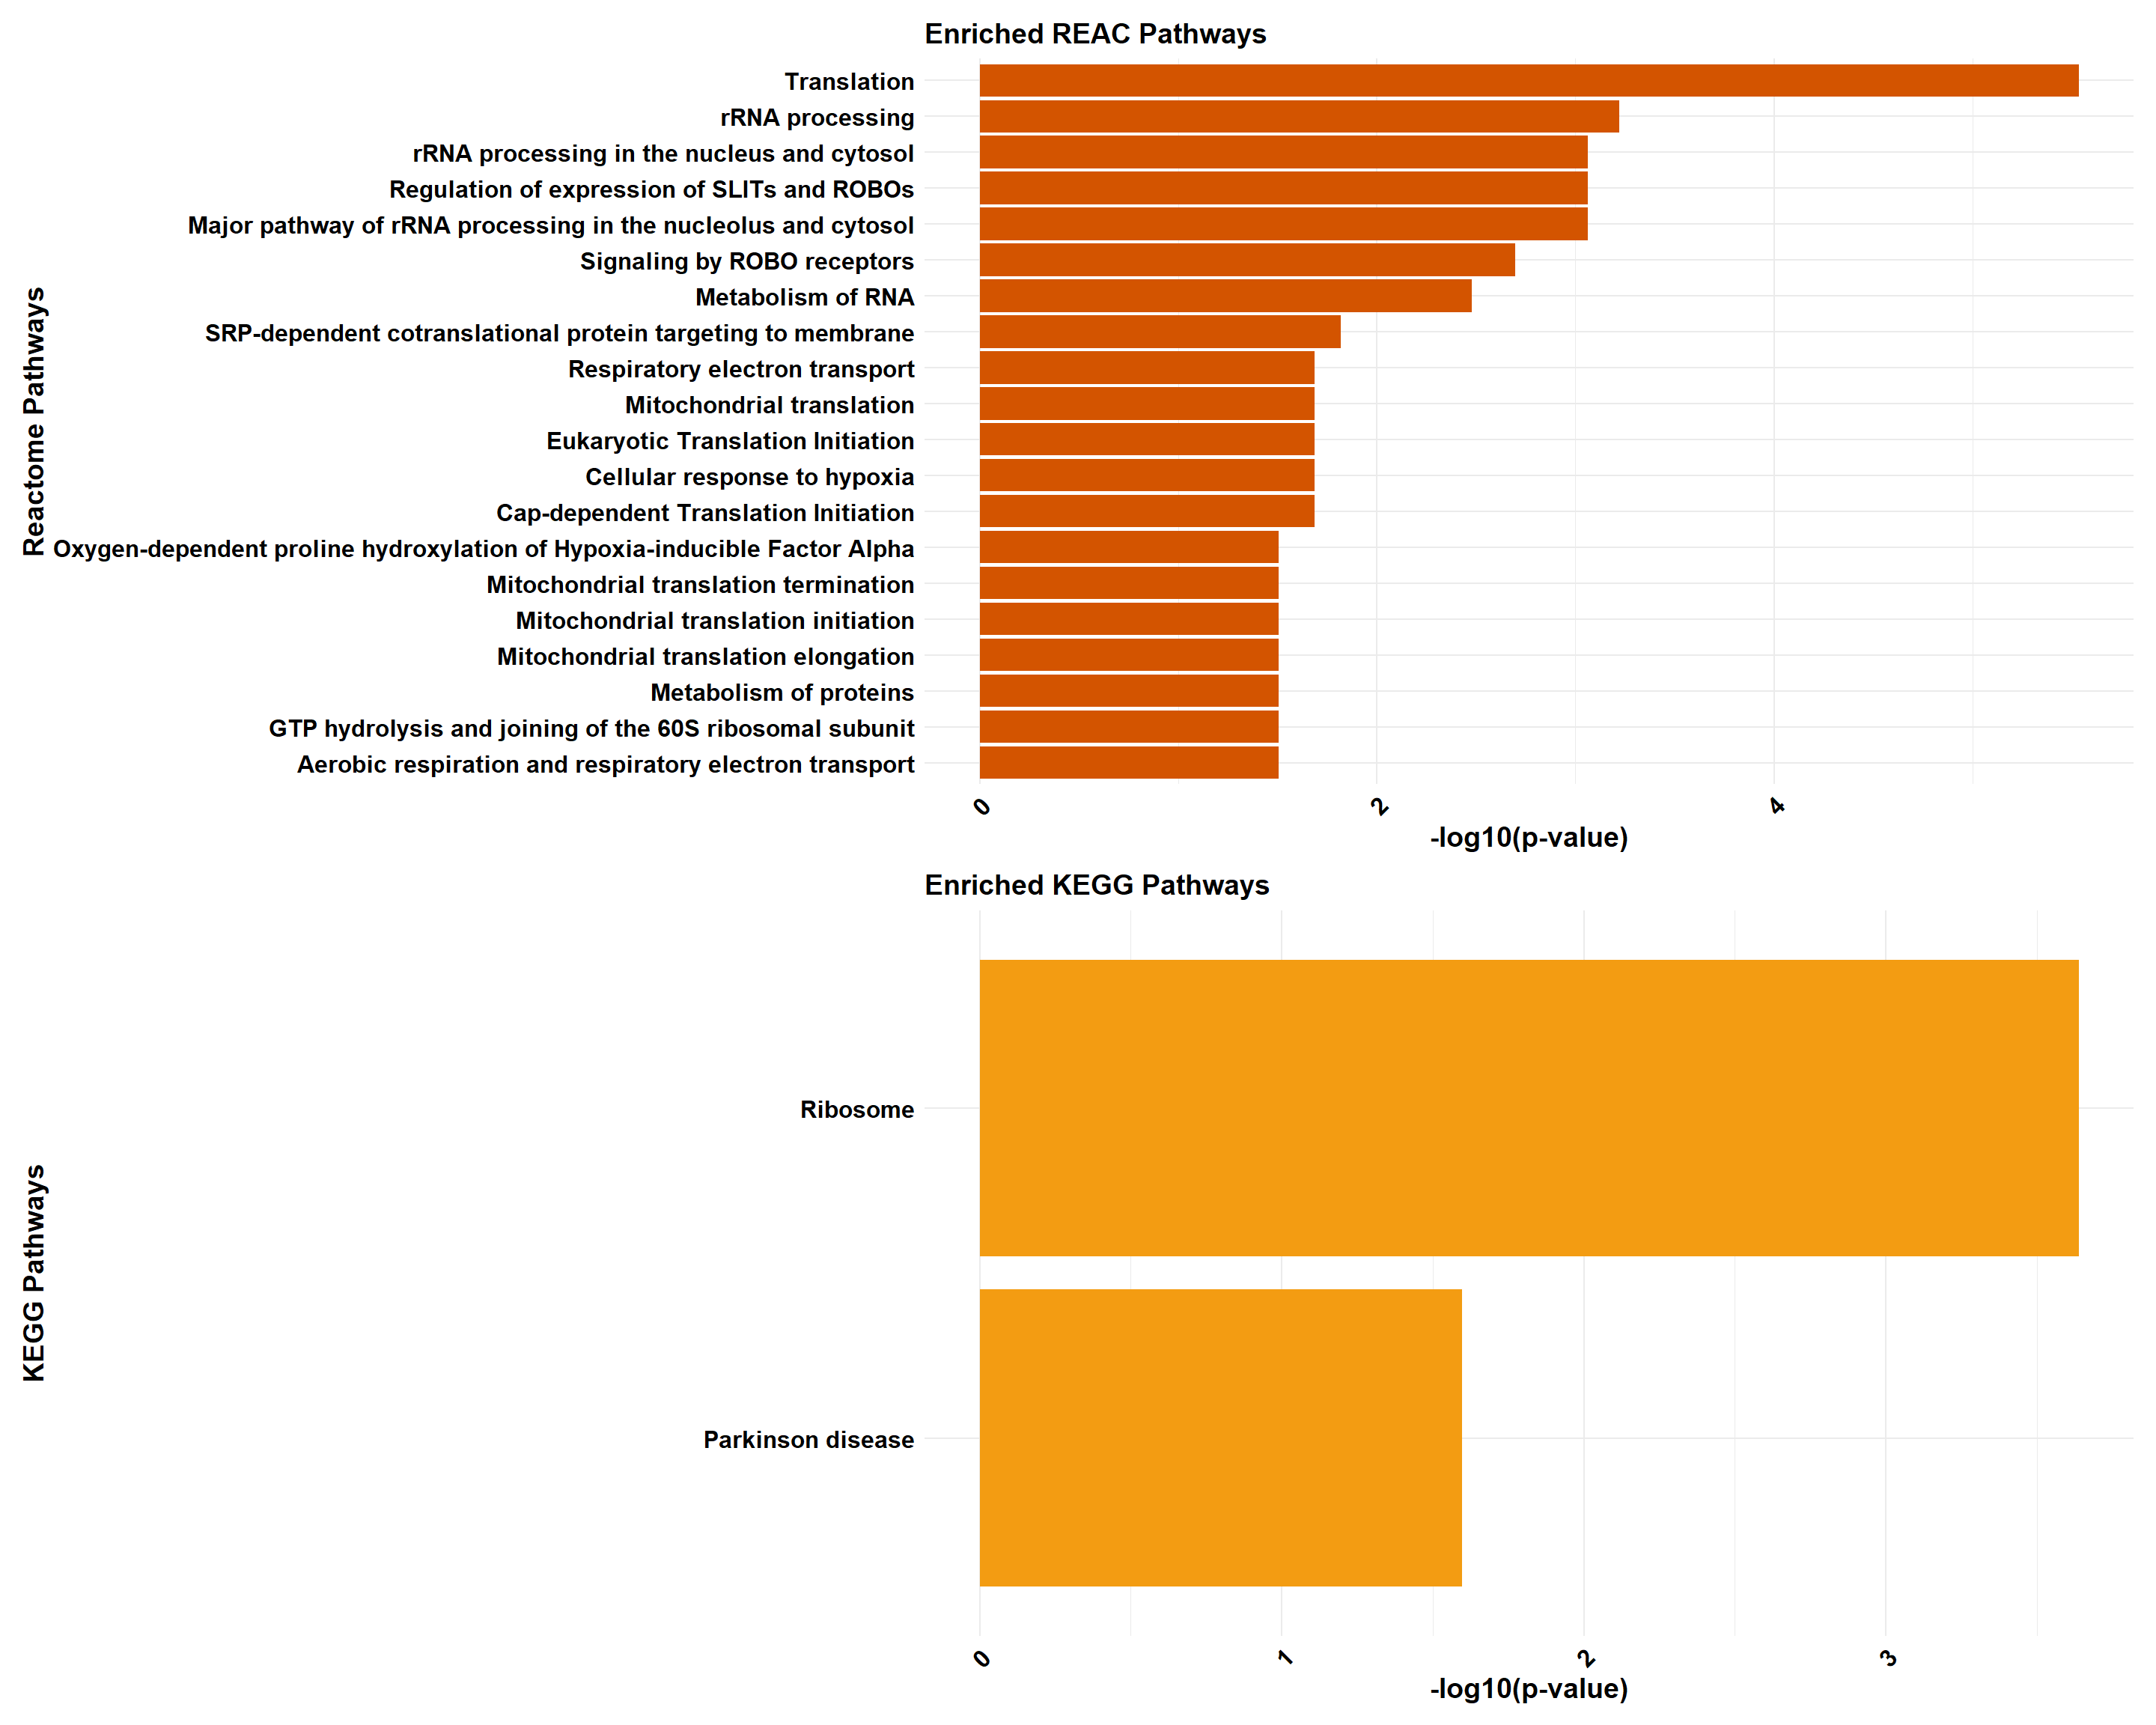 Enriched REAC Pathways
Reactome Pathways
Translation
rRNA processing
rRNA processing in the nucleus and cytosol
Regulation of expression of SLITs and ROBOs
Major pathway of rRNA processing in the nucleolus and cytosol
Signaling by ROBO receptors
Metabolism of RNA
SRP-dependent cotranslational protein targeting to membrane
Respiratory electron transport
Mitochondrial translation
Eukaryotic Translation Initiation
Cellular response to hypoxia
Cap-dependent Translation Initiation
Oxygen-dependent proline hydroxylation of Hypoxia-inducible Factor Alpha
Mitochondrial translation termination
Mitochondrial translation initiation
Mitochondrial translation elongation
Metabolism of proteins
GTP hydrolysis and joining of the 60S ribosomal subunit
Aerobic respiration and respiratory electron transport
0 2 4
-log10(p-value)
Enriched KEGG Pathways
KEGG Pathways
Ribosome
Parkinson disease
0 1 2 3
-log10(p-value)